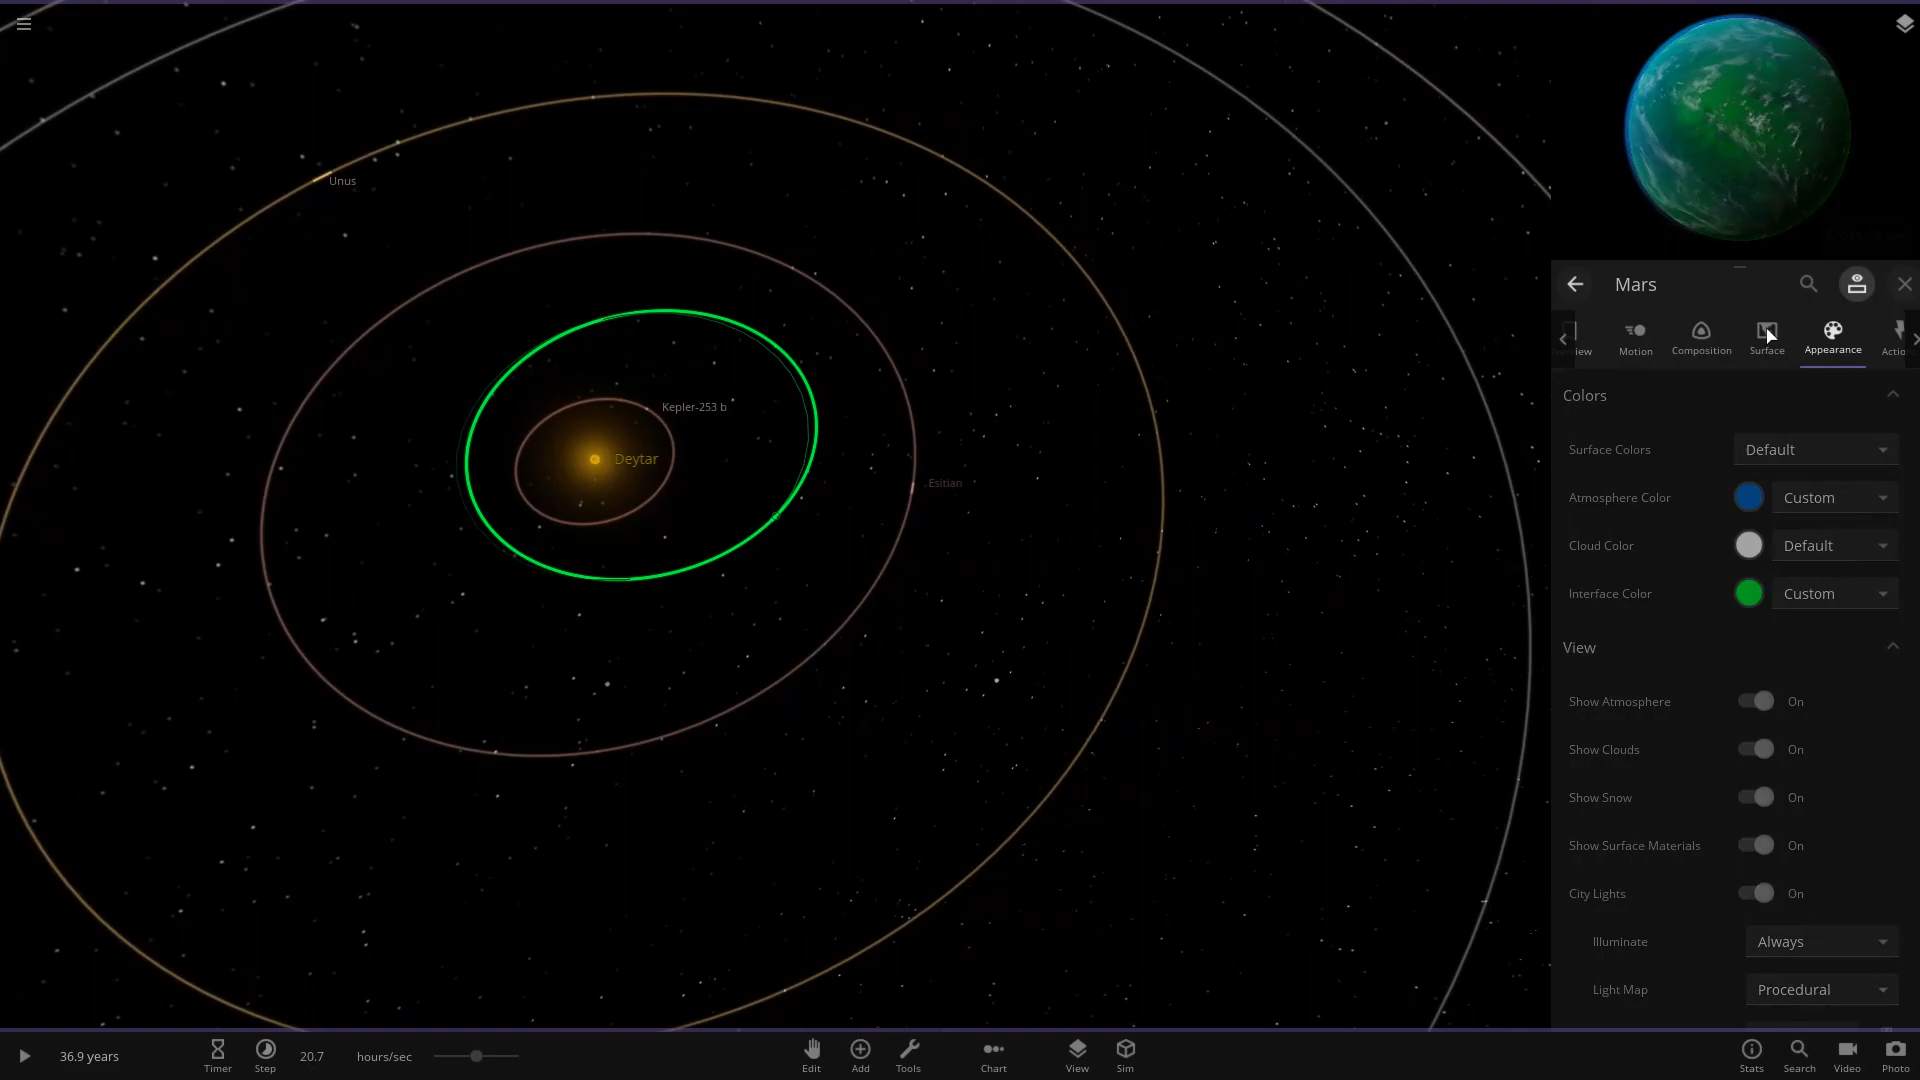 Unus
Kepler-253 b
Deytar
Esitian
Mars
Motion
Composition
Surface
Appearance
Colors
Surface Colors
Default
Atmosphere Color
Custom
Cloud Color
Default
Interface Color
Custom
View
Show Atmosphere
On
Show Clouds
On
Show Snow
On
Show Surface Materials
On
City Lights
On
Illuminate
Always
Light Map
Procedural
36.9 years
Timer
Step
20.7
hours/sec
Edit
Add
Tools
Chart
View
Sim
Stats
Search
Video
Photo